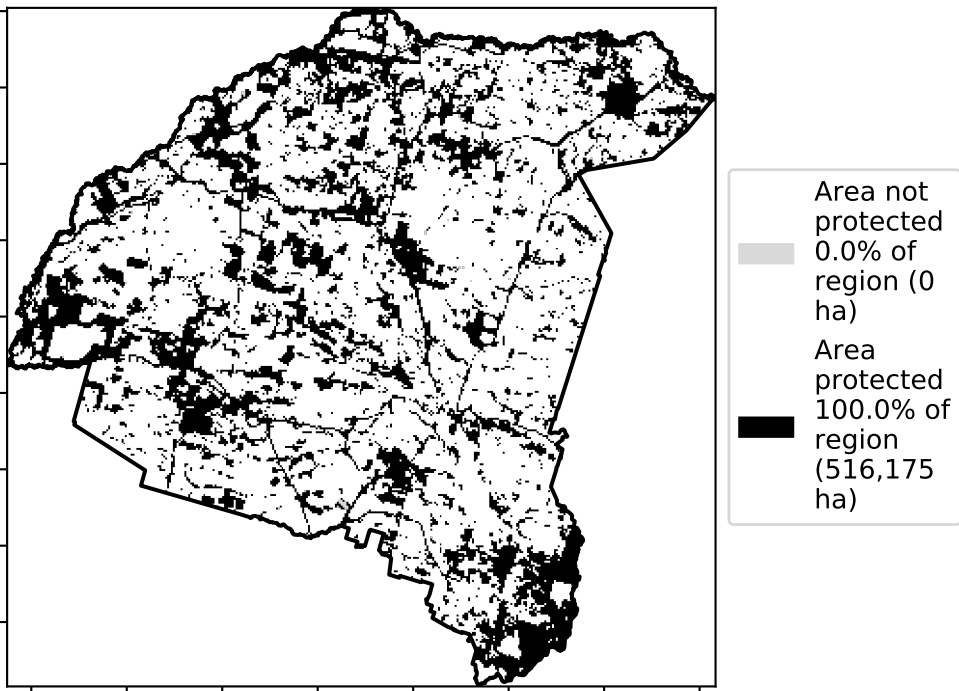 Area not
protected
0.0% of
region (0
ha)
Area
protected
100.0% of
region
(516,175
ha)